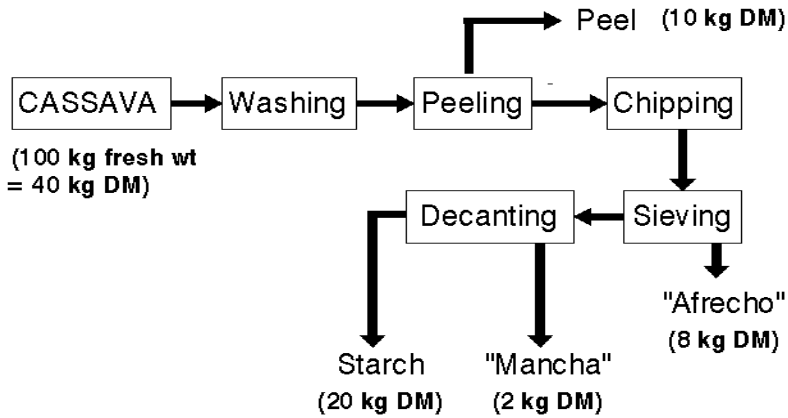 Peel (10 kg DM)
CASSAVA
Washing
Peeling
Chipping
(100 kg fresh wt
= 40 kg DM)
Decanting
Sieving
"Afrecho"
(8 kg DM)
Starch
(20 kg DM)
"Mancha"
(2 kg DM)